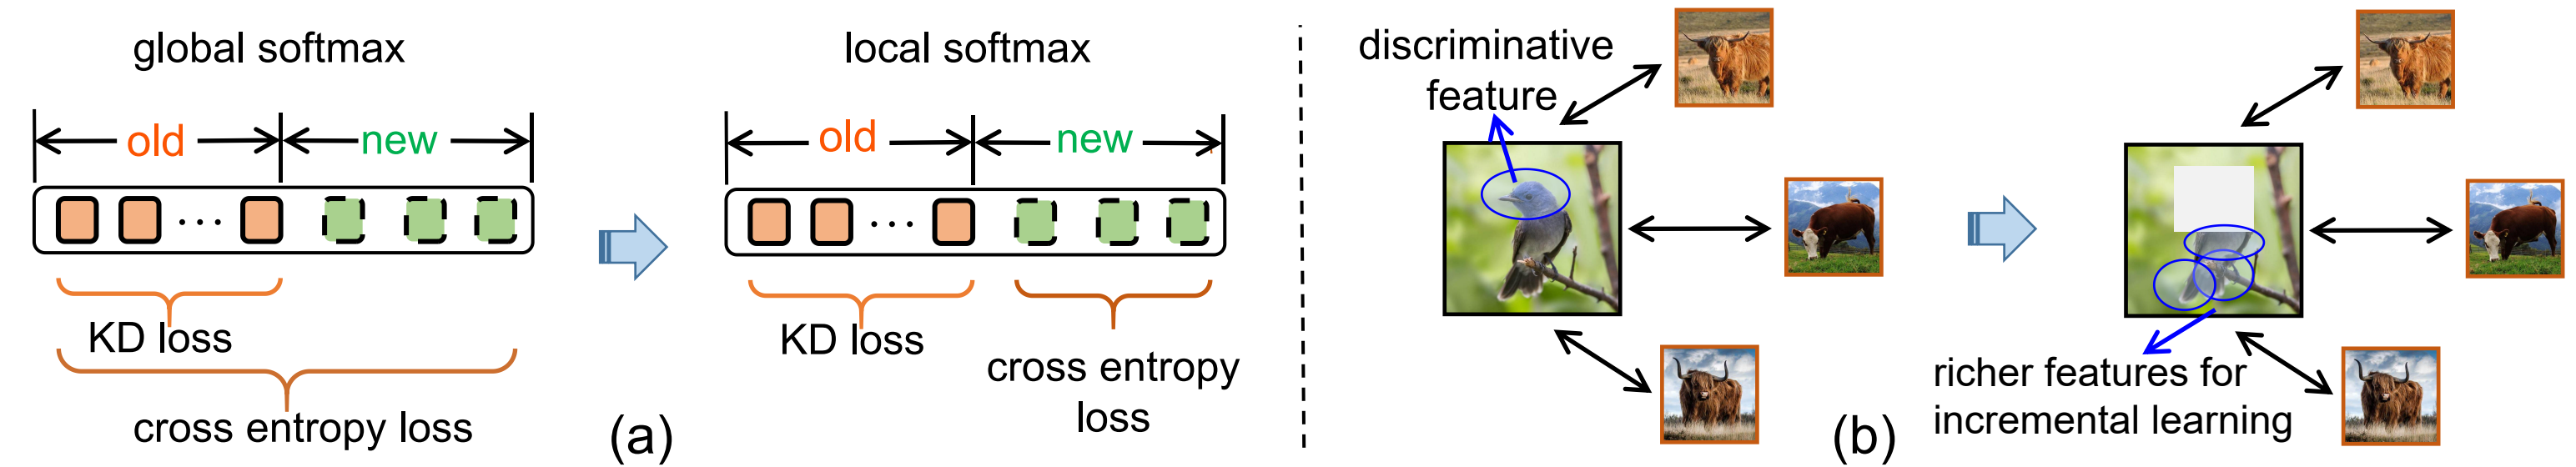 global softmax
old
new
...
KD loss
cross entropy loss
local softmax
old
new
...
KD loss
cross entropy
loss
(a)
discriminative
feature
richer features for
incremental learning
(b)